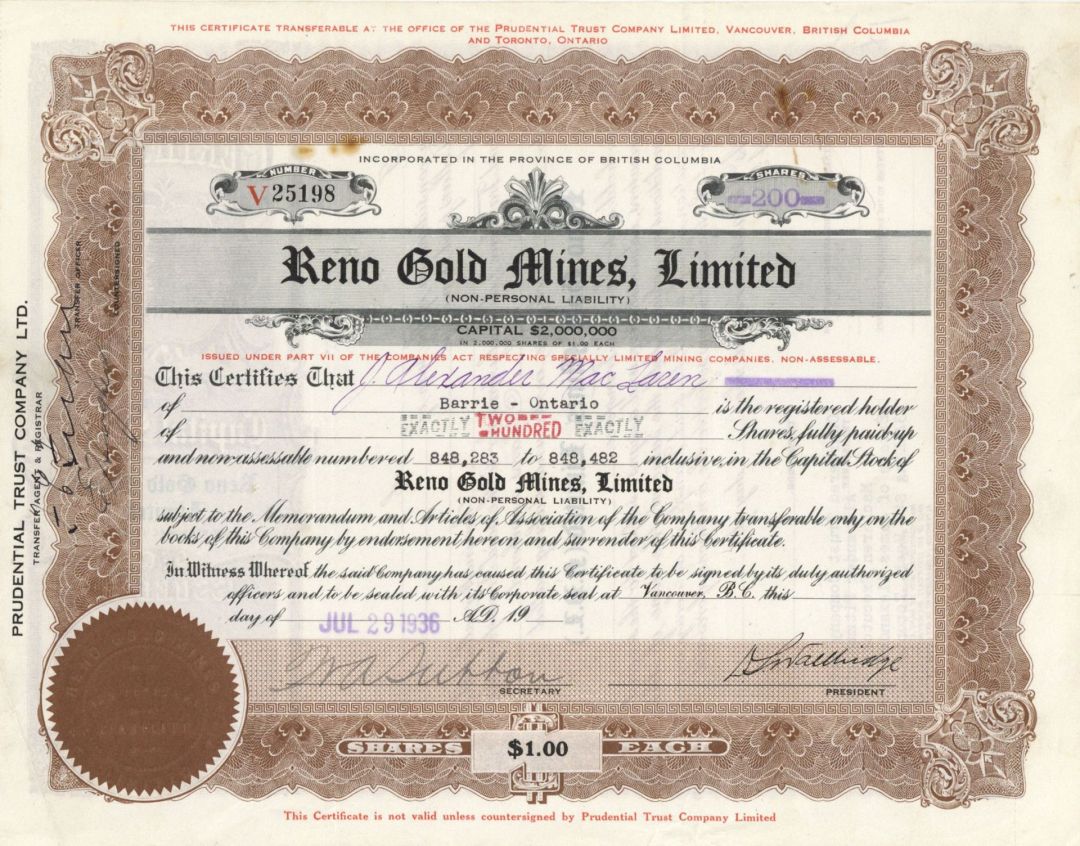 THIS CERTIFICATE TRANSFERABLE AT THE OFFICE OF THE PRUDENTIAL TRUST COMPANY LIMITED, VANCOUVER, BRITISH COLUMBIA
AND TORONTO, ONTARIO
INCORPORATED IN THE PROVINCE OF BRITISH COLUMBIA
NUMBER
V 25198
SHARES
200
Reno Gold Mines, Limited
(NON-PERSONAL LIABILITY)
CAPITAL $2,000,000
IN 2,000,000 SHARES OF $1.00 EACH
ISSUED UNDER PART VII OF THE COMPANIES ACT RESPECTING SPECIALLY LIMITED MINING COMPANIES. NON-ASSESSABLE.
This Certifies That J. Alexander MacLaren
of Barrie - Ontario is the registered holder
of EXACTLY TWO HUNDRED EXACTLY Shares, fully paid-up
and non-assessable numbered 848,283 to 848,482 inclusive, in the Capital Stock of
Reno Gold Mines, Limited
(NON-PERSONAL LIABILITY)
subject to the Memorandum and Articles of Association of the Company transferable only on the
books of this Company by endorsement hereon and surrender of this Certificate.
In Witness Whereof the said Company has caused this Certificate to be signed by its duly authorized
officers and to be sealed with its Corporate seal at Vancouver, B.C. this
day of JUL 29 1936 A.D. 19
SECRETARY
PRESIDENT
SHARES $1.00 EACH
This Certificate is not valid unless countersigned by Prudential Trust Company Limited
PRUDENTIAL TRUST COMPANY LTD.
TRANSFER AGENT & REGISTRAR
TRANSFER OFFICER
COUNTERSIGNED